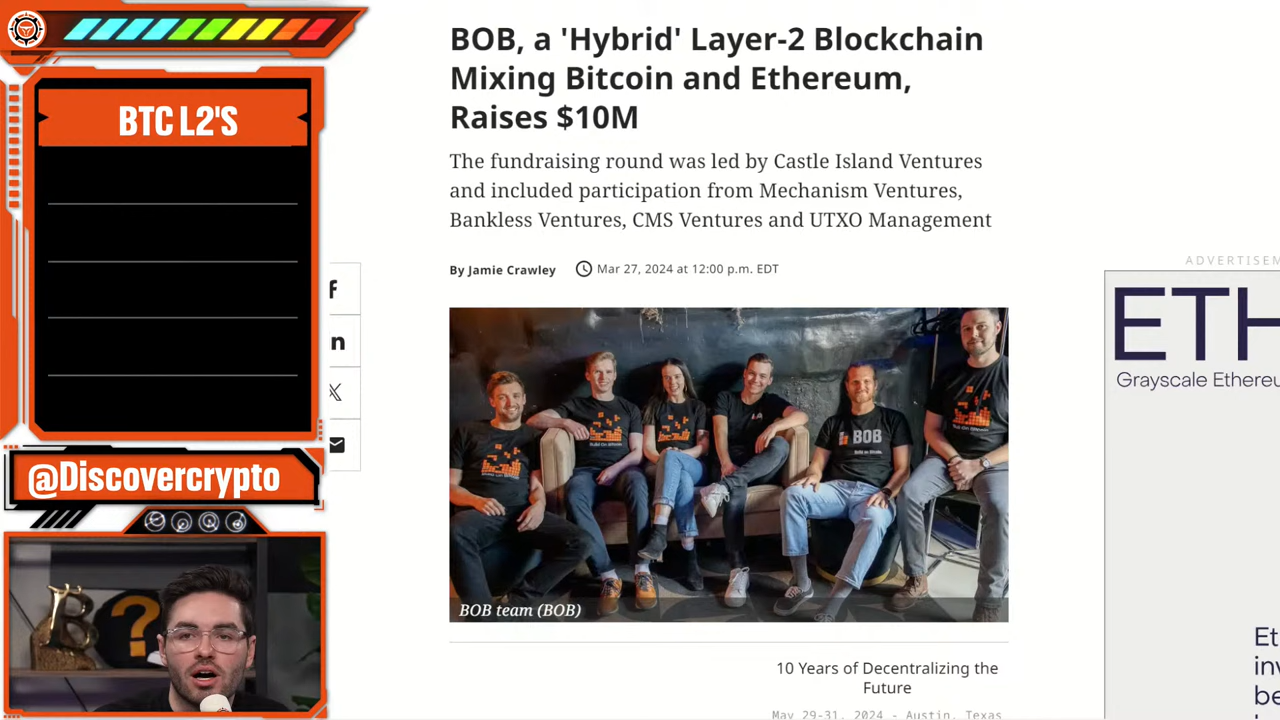 BTC L2'S
@Discovercrypto
BOB, a 'Hybrid' Layer-2 Blockchain
Mixing Bitcoin and Ethereum,
Raises $10M
The fundraising round was led by Castle Island Ventures
and included participation from Mechanism Ventures,
Bankless Ventures, CMS Ventures and UTXO Management
By Jamie Crawley
Mar 27, 2024 at 12:00 p.m. EDT
f
in
X
BOB
BOB team (BOB)
10 Years of Decentralizing the
Future
May 29-31, 2024 - Austin, Texas
ADVERTISEM
ETH
Grayscale Ethereu
Et
inv
be